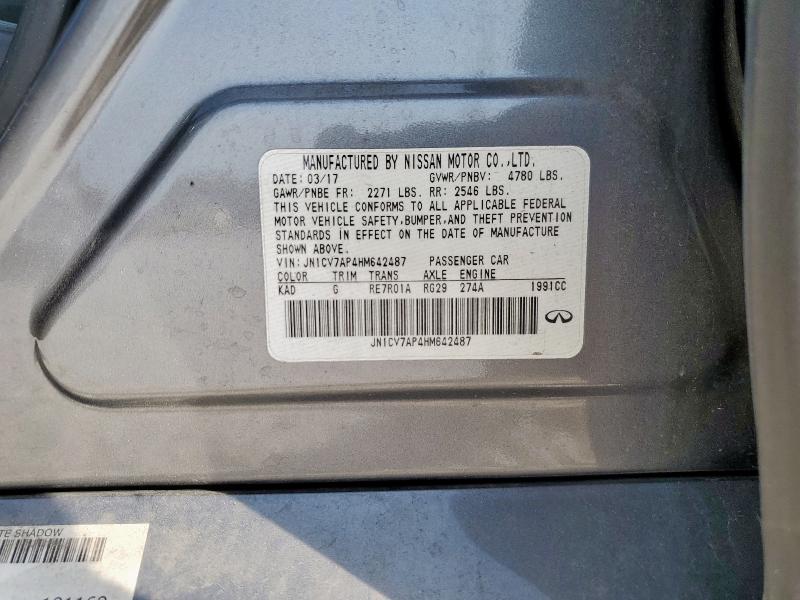 MANUFACTURED BY NISSAN MOTOR CO.,LTD.
DATE: 03/17 GVWR/PNBV: 4780 LBS.
GAWR/PNBE FR: 2271 LBS. RR: 2546 LBS.
THIS VEHICLE CONFORMS TO ALL APPLICABLE FEDERAL
MOTOR VEHICLE SAFETY,BUMPER,AND THEFT PREVENTION
STANDARDS IN EFFECT ON THE DATE OF MANUFACTURE
SHOWN ABOVE.
VIN: JN1CV7AP4HM642487 PASSENGER CAR
COLOR TRIM TRANS AXLE ENGINE
KAD G RE7R01A RG29 274A 1991CC
JN1CV7AP4HM642487
TE SHADOW